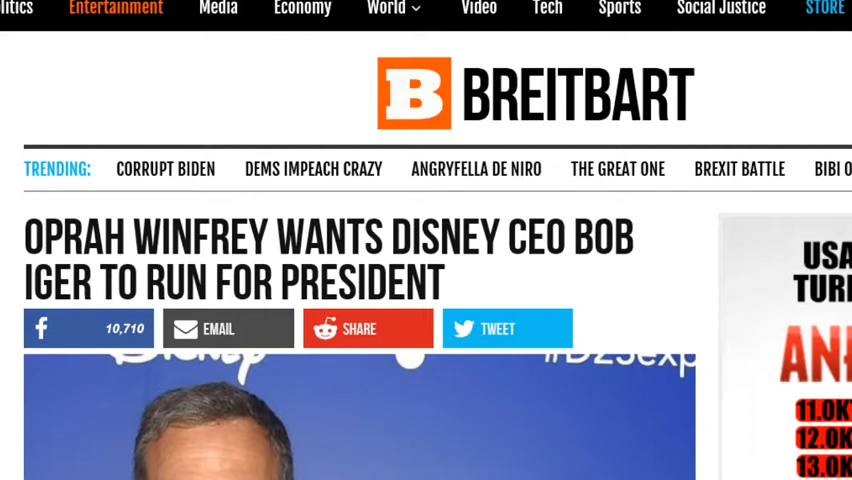 litics Entertainment Media Economy World Video Tech Sports Social Justice STORE
B BREITBART
TRENDING: CORRUPT BIDEN DEMS IMPEACH CRAZY ANGRYFELLA DE NIRO THE GREAT ONE BREXIT BATTLE BIBI O
OPRAH WINFREY WANTS DISNEY CEO BOB
IGER TO RUN FOR PRESIDENT
f 10,710 EMAIL SHARE TWEET
USA
TUR
AN
11.0K
12.0K
13.0K
Disney #D23exp